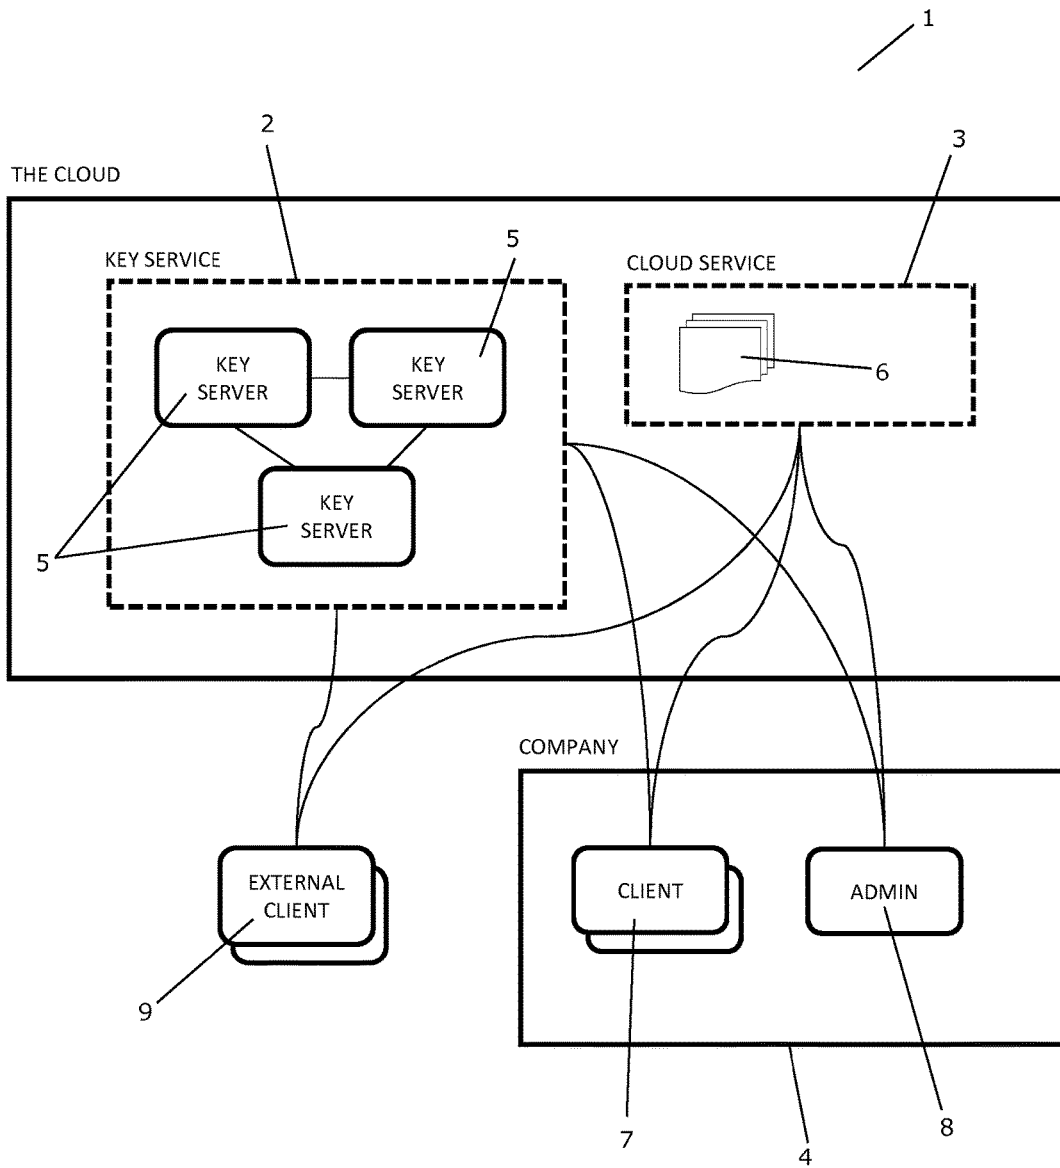 1
2
3
THE CLOUD
5
KEY SERVICE
CLOUD SERVICE
KEY
SERVER
KEY
SERVER
6
KEY
SERVER
5
COMPANY
EXTERNAL
CLIENT
CLIENT
ADMIN
9
7
4
8